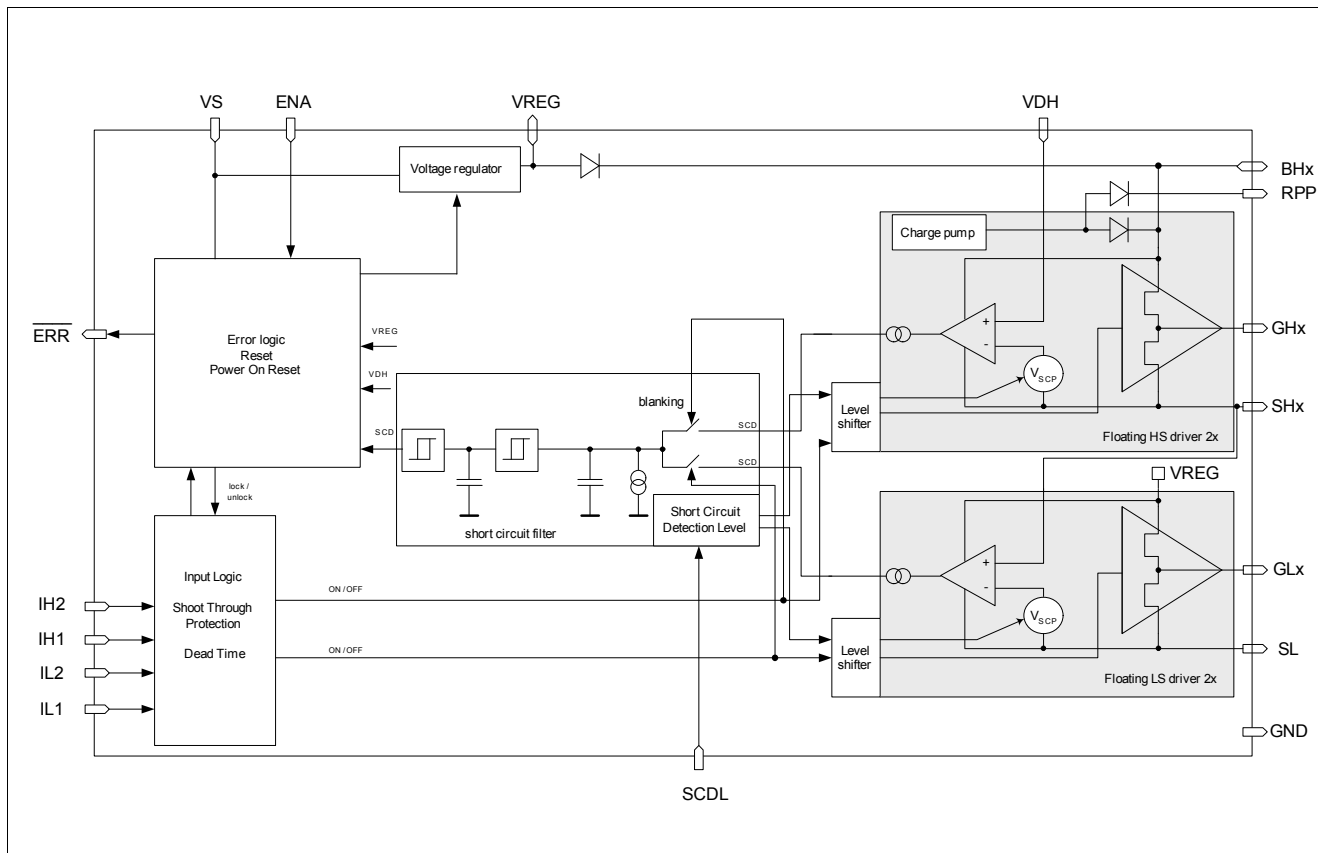 VS
ENA
VREG
VDH
Voltage regulator
BHx
RPP
Charge pump
ERR
Error logic
Reset
Power On Reset
VREG
VDH
SCD
blanking
SCD
SCD
+
-
VSCP
GHx
SHx
Level
shifter
Floating HS driver 2x
lock /
unlock
short circuit filter
Short Circuit
Detection Level
VREG
Input Logic
Shoot Through
Protection
Dead Time
ON / OFF
ON / OFF
+
-
VSCP
GLx
SL
Level
shifter
Floating LS driver 2x
IH2
IH1
IL2
IL1
GND
SCDL